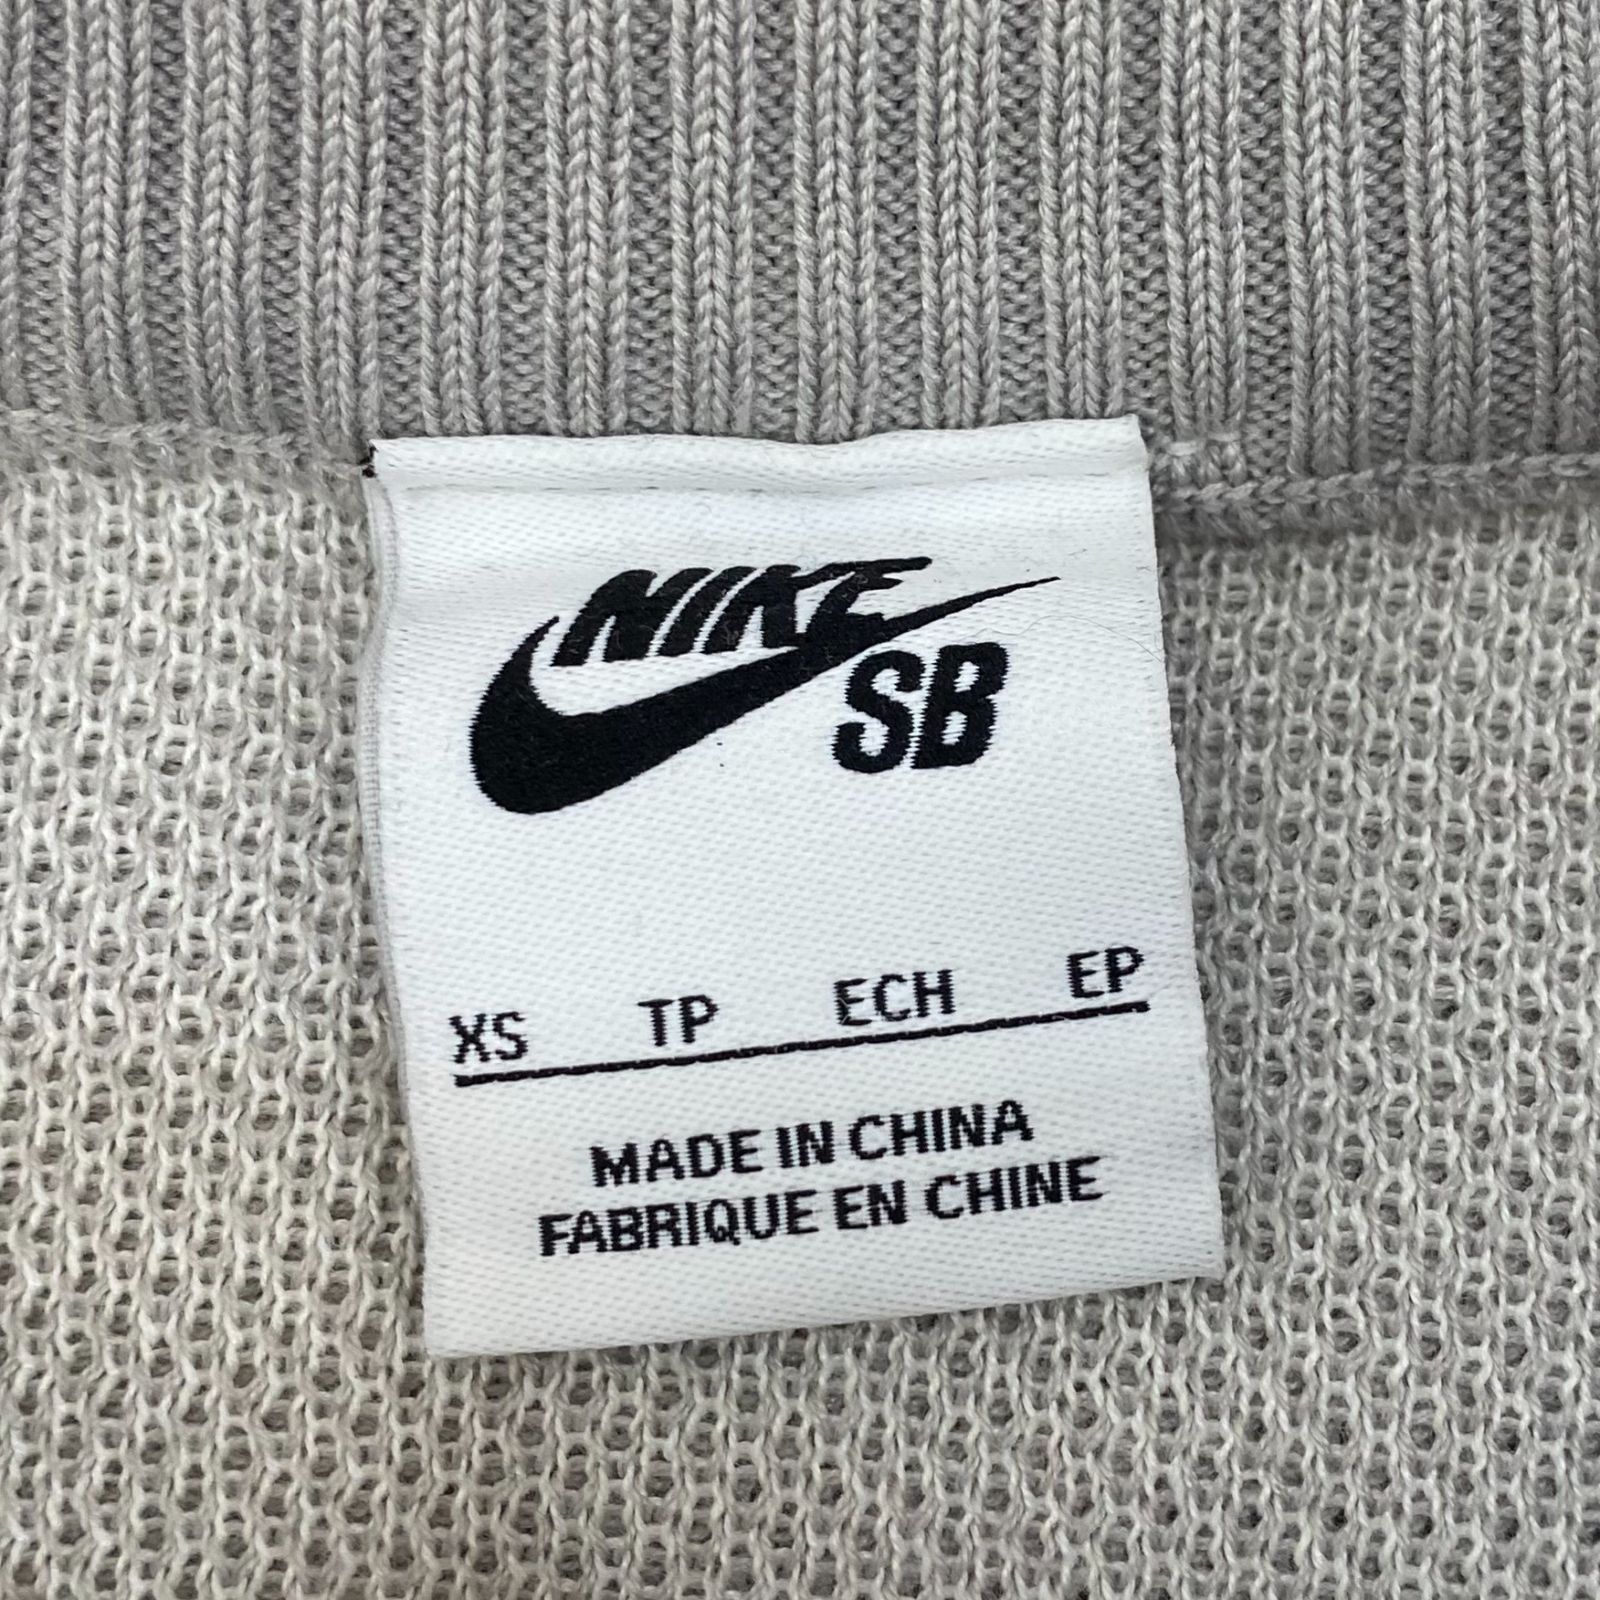 NIKE
SB
XS TP ECH EP
MADE IN CHINA
FABRIQUE EN CHINE